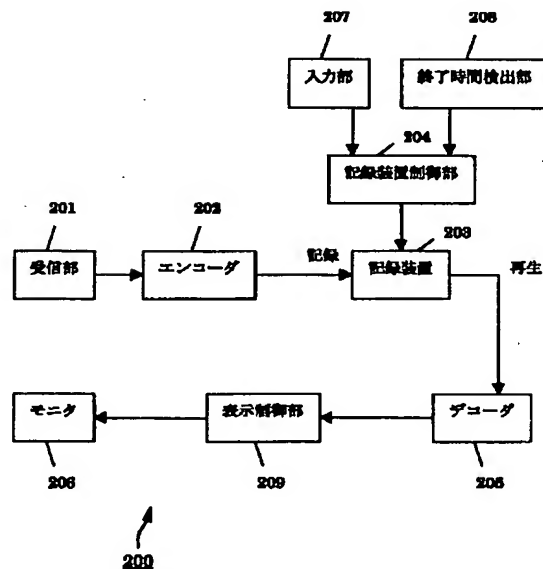 207
208
入力部
終了時間検出部
204
記録装置制御部
201
202
203
受信部
エンコーダ
記録
記録装置
再生
モニタ
表示制御部
デコーダ
206
209
205
200